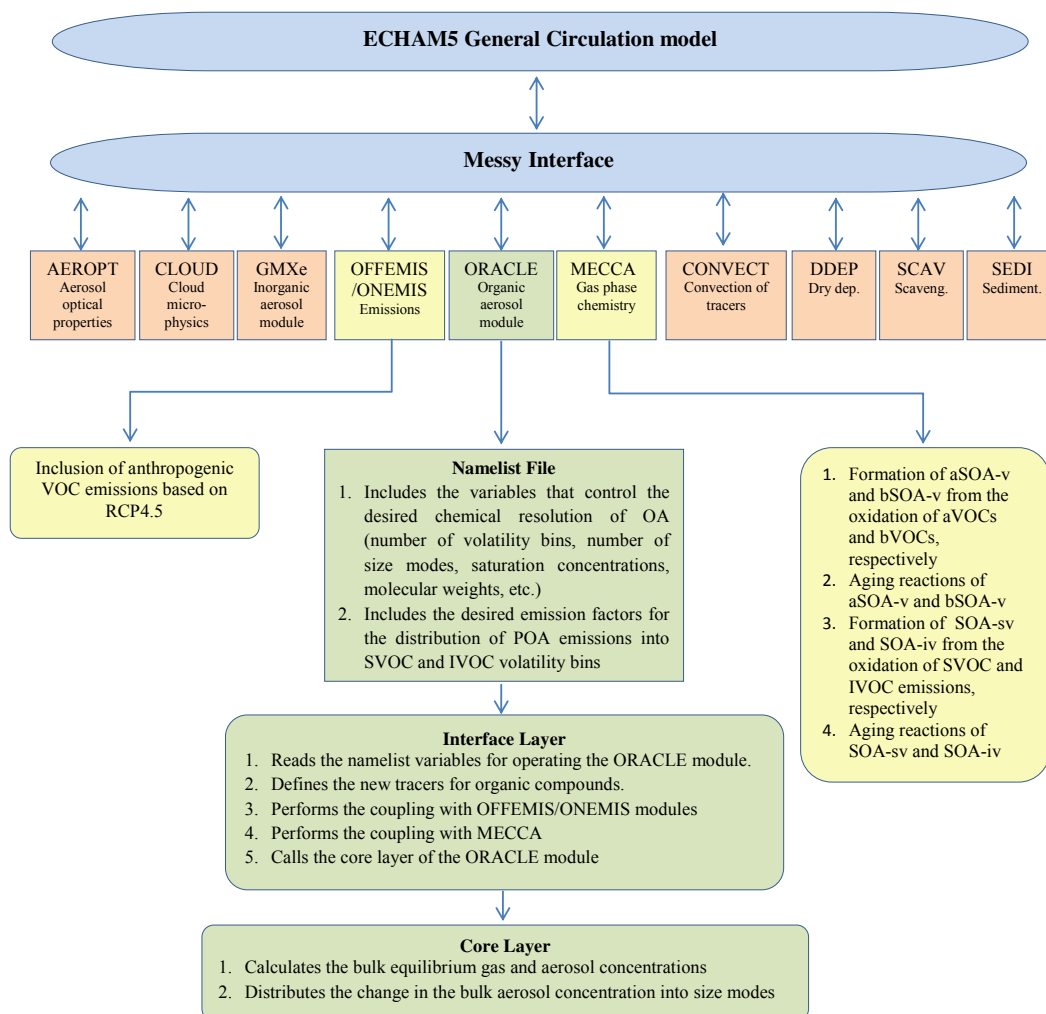 ECHAM5 General Circulation model
Messy Interface
AEROPT
Aerosol
optical
properties
CLOUD
Cloud
micro-
physics
GMXe
Inorganic
aerosol
module
OFFEMIS
/ONEMIS
Emissions
ORACLE
Organic
aerosol
module
MECCA
Gas phase
chemistry
CONVECT
Convection of
tracers
DDEP
Dry dep.
SCAV
Scaveng.
SEDI
Sediment.
Inclusion of anthropogenic
VOC emissions based on
RCP4.5
Namelist File
1. Includes the variables that control the
desired chemical resolution of OA
(number of volatility bins, number of
size modes, saturation concentrations,
molecular weights, etc.)
2. Includes the desired emission factors for
the distribution of POA emissions into
SVOC and IVOC volatility bins
1. Formation of aSOA-v
and bSOA-v from the
oxidation of aVOCs
and bVOCs,
respectively
2. Aging reactions of
aSOA-v and bSOA-v
3. Formation of SOA-sv
and SOA-iv from the
oxidation of SVOC and
IVOC emissions,
respectively
4. Aging reactions of
SOA-sv and SOA-iv
Interface Layer
1. Reads the namelist variables for operating the ORACLE module.
2. Defines the new tracers for organic compounds.
3. Performs the coupling with OFFEMIS/ONEMIS modules
4. Performs the coupling with MECCA
5. Calls the core layer of the ORACLE module
Core Layer
1. Calculates the bulk equilibrium gas and aerosol concentrations
2. Distributes the change in the bulk aerosol concentration into size modes